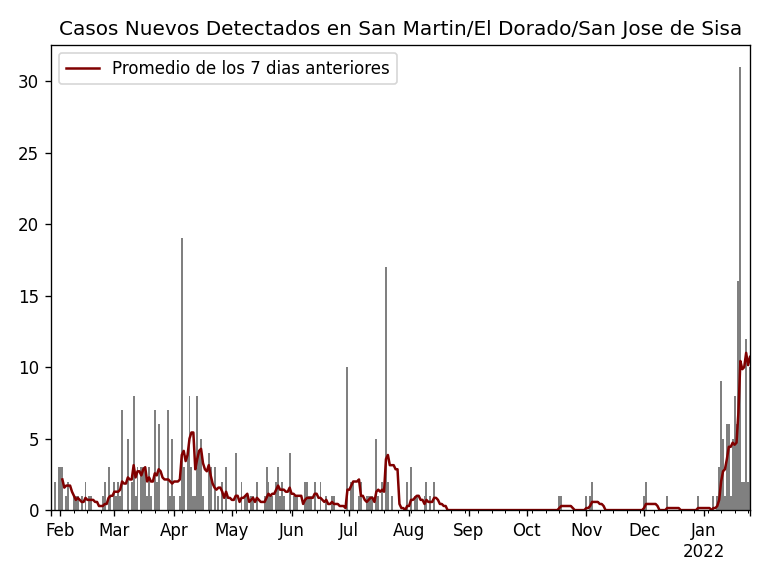 Casos Nuevos Detectados en San Martin/El Dorado/San Jose de Sisa
Promedio de los 7 dias anteriores
30
25
20
15
10
5
0
Feb Mar Apr May Jun Jul Aug Sep Oct Nov Dec Jan
2022